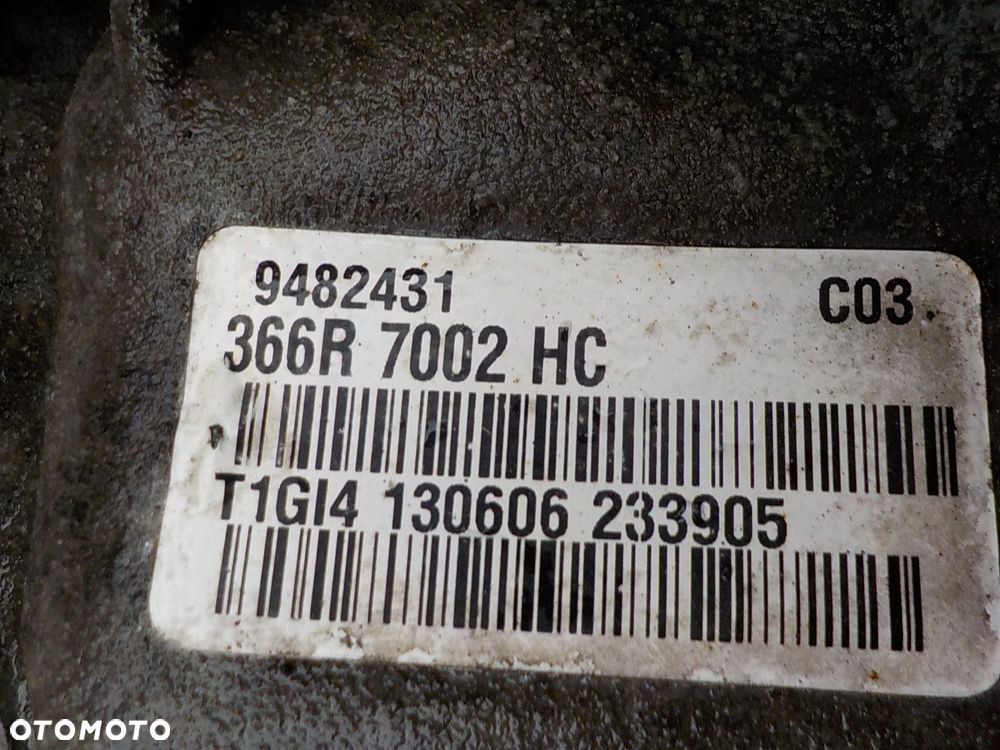 9482431 C03
366R 7002 HC
T1GI4 130606 233905
OTOMOTO